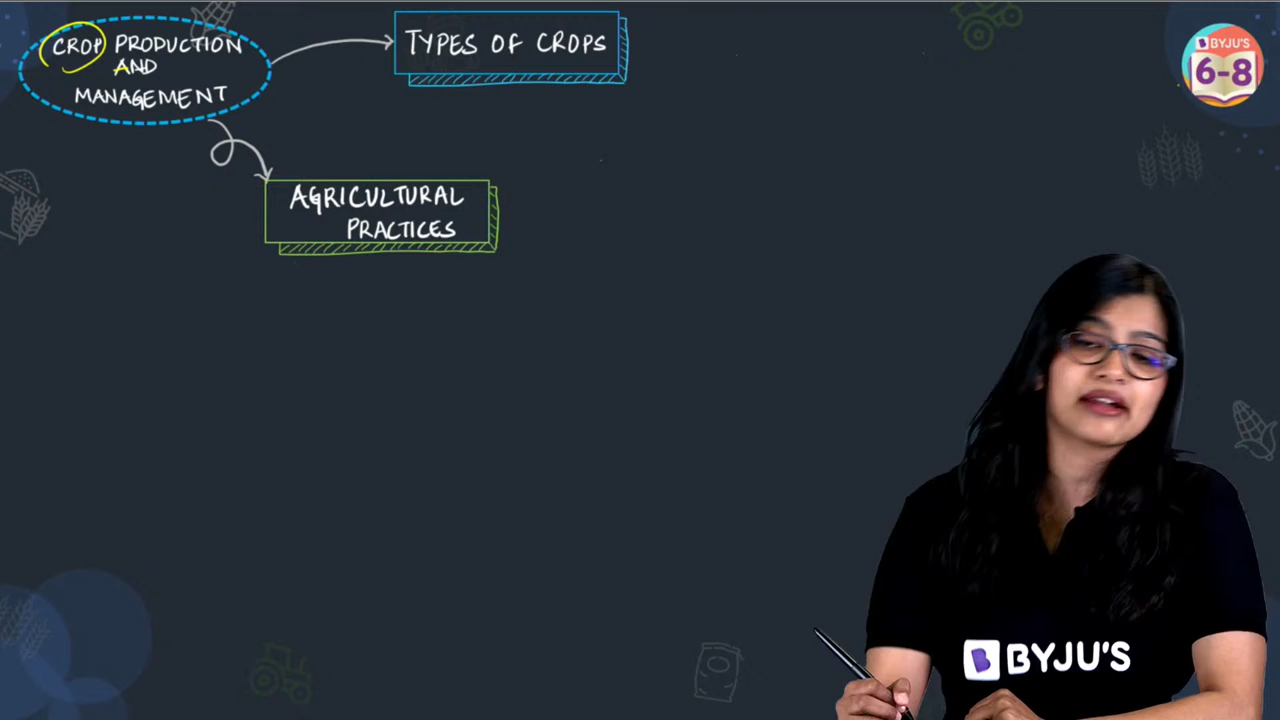 CROP PRODUCTION
AND
MANAGEMENT
TYPES OF CROPS
BYJU'S
6-8
AGRICULTURAL
PRACTICES
BYJU'S